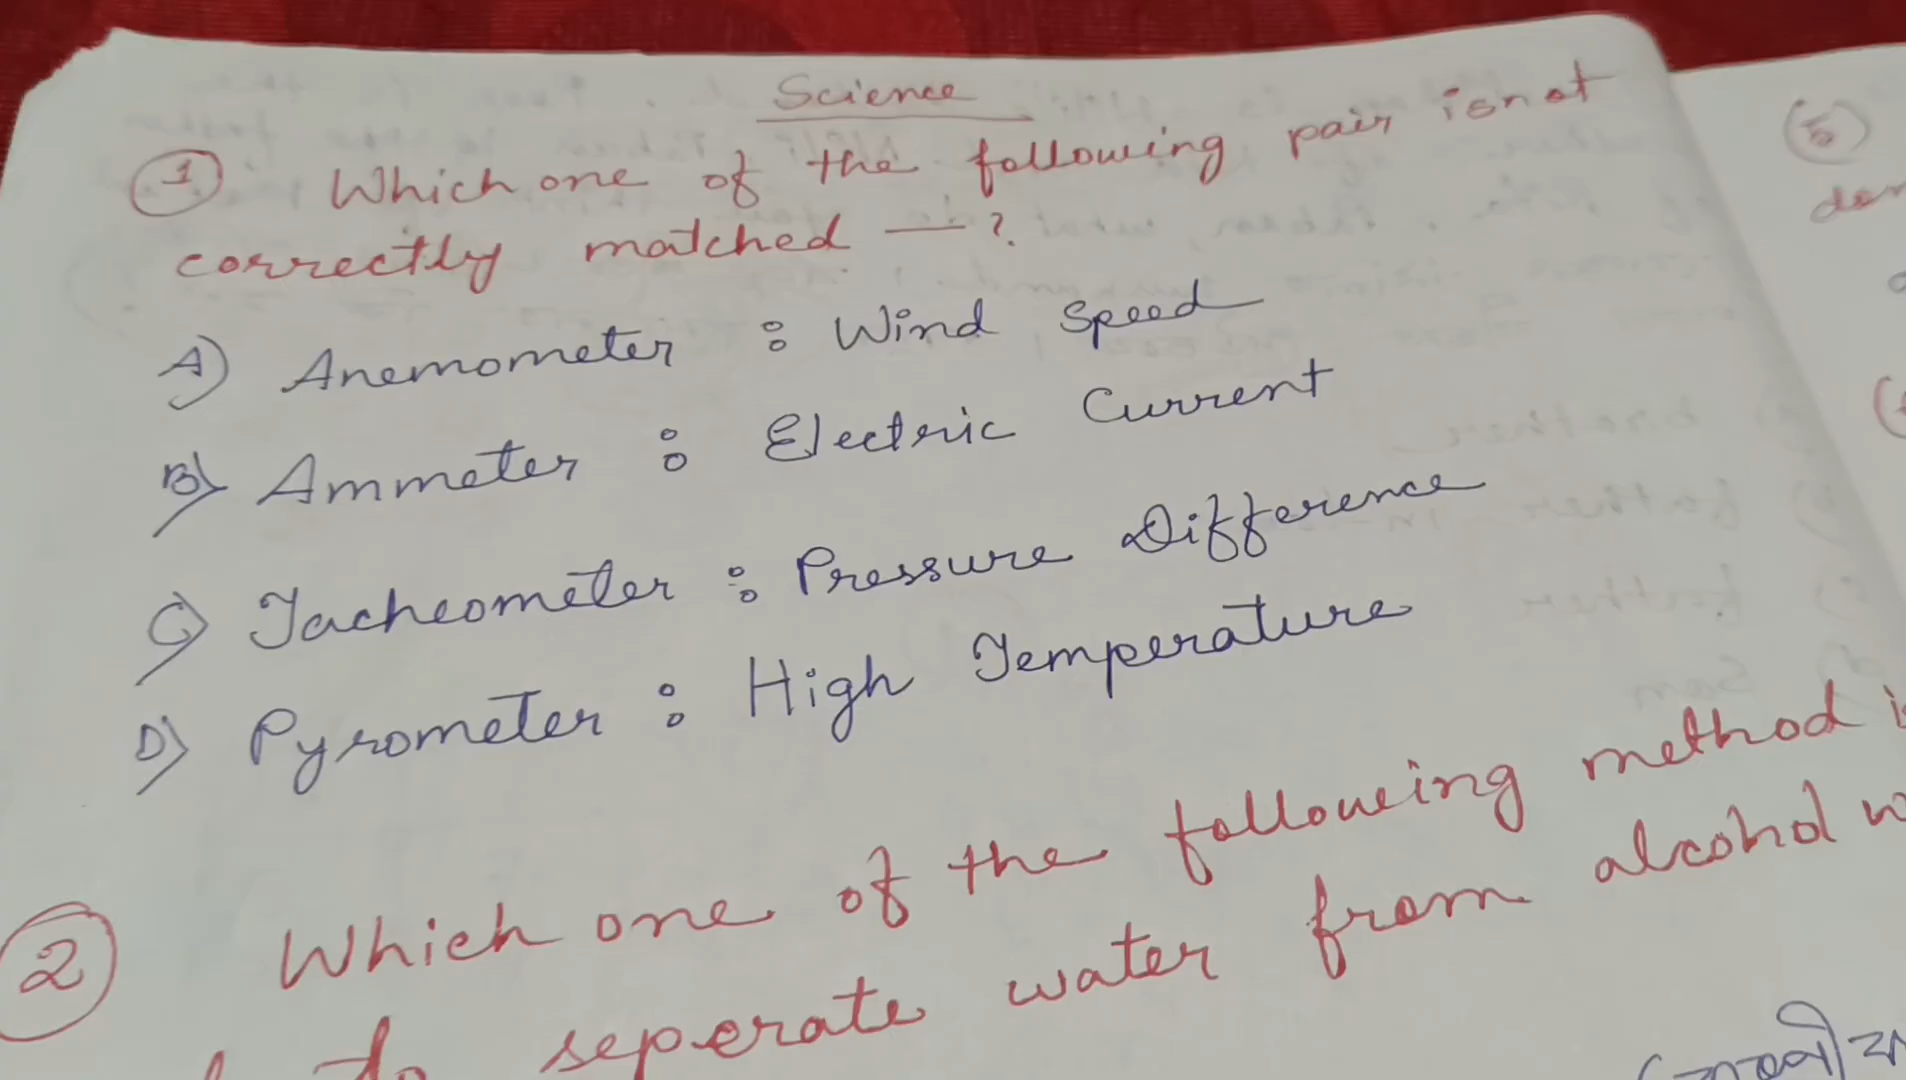 Science
① Which one of the following pair is not
correctly matched —?
A) Anemometer : Wind Speed
B) Ammeter : Electric Current
C) Tacheometer : Pressure Difference
D) Pyrometer : High Temperature
② Which one of the following method
to seperate water from alcohol
(5)